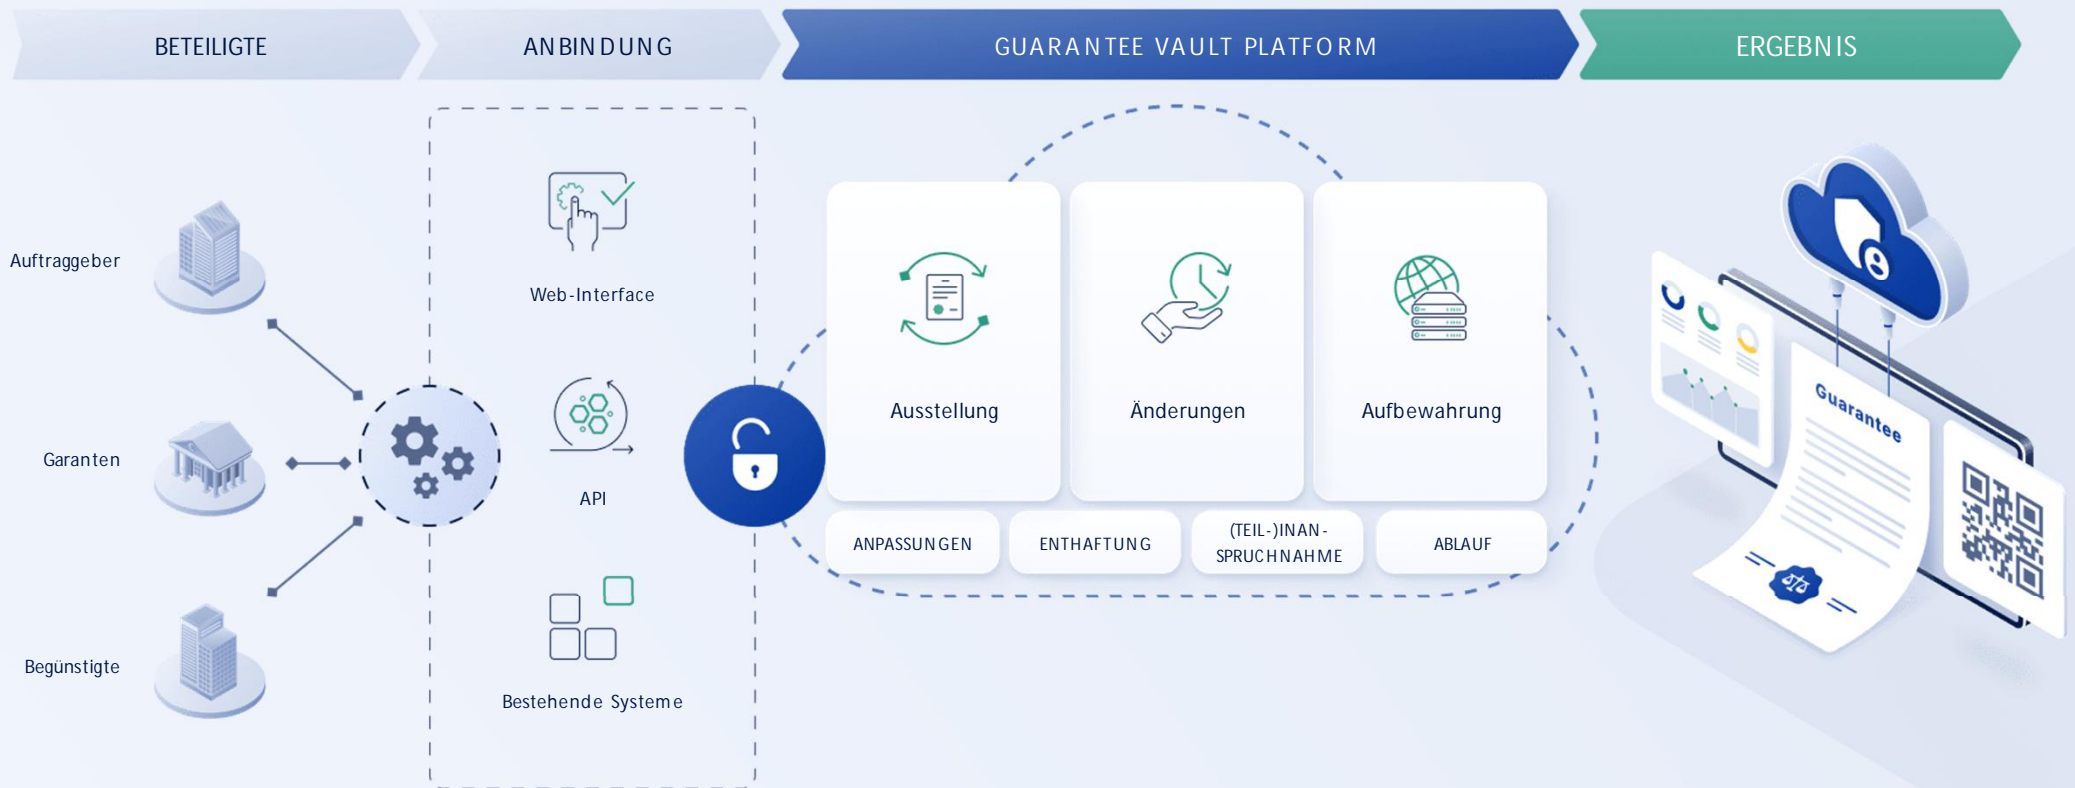 BETEILIGTE
ANBINDUNG
GUARANTEE VAULT PLATFORM
ERGEBNIS
Auftraggeber
Garanten
Begünstigte
Web-Interface
API
Bestehende Systeme
Ausstellung
Änderungen
Aufbewahrung
ANPASSUNGEN
ENTHAFTUNG
(TEIL-)INAN-
SPRUCHNAHME
ABLAUF
Guarantee